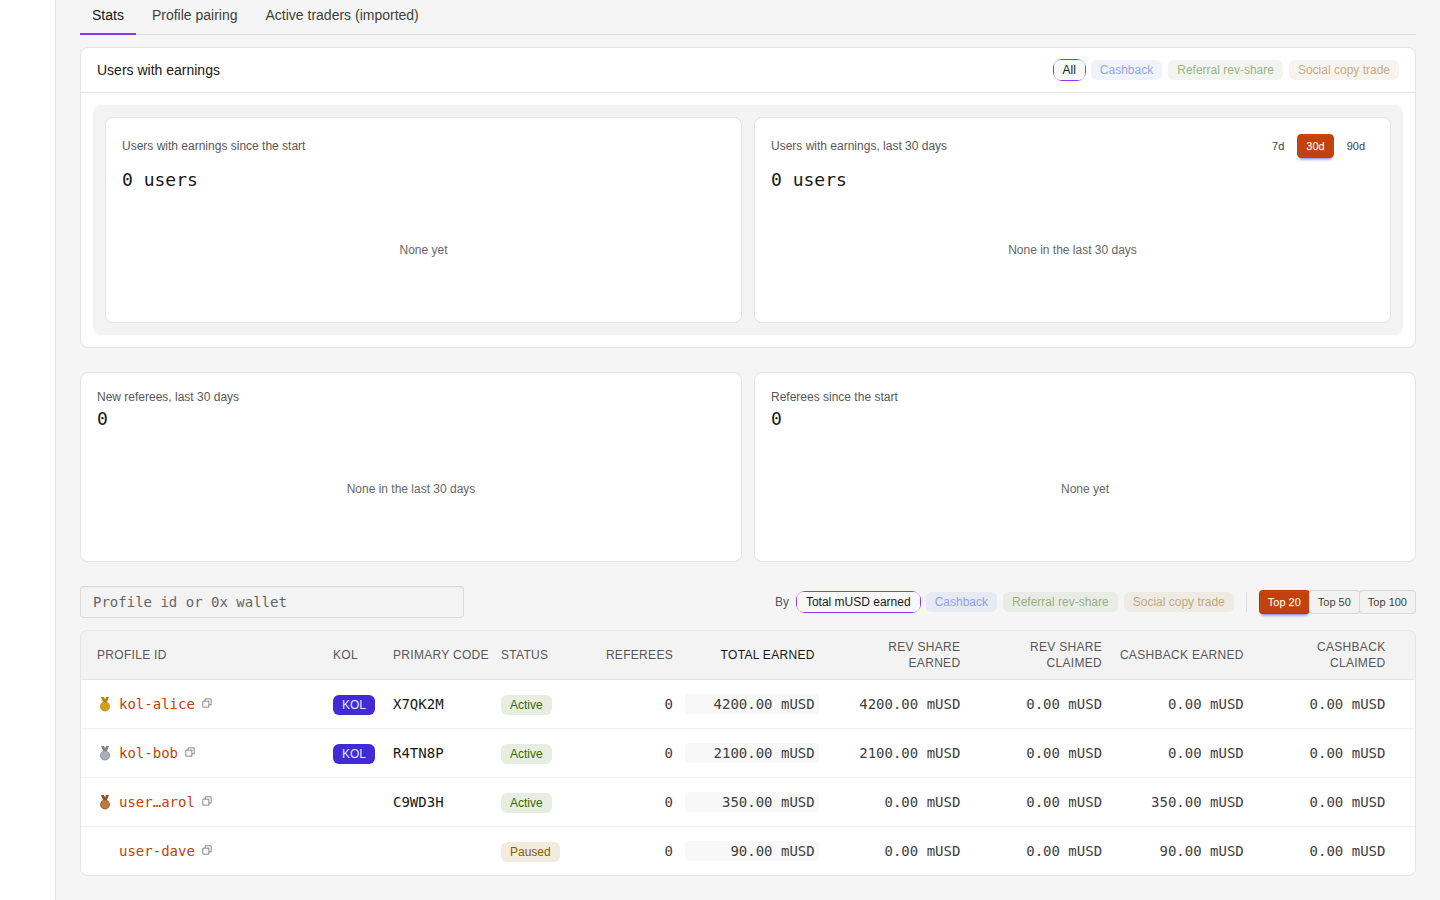 Stats Profile pairing Active traders (imported)
Users with earnings All Cashback Referral rev-share Social copy trade
Users with earnings since the start
0 users
None yet
Users with earnings, last 30 days 7d 30d 90d
0 users
None in the last 30 days
New referees, last 30 days
0
None in the last 30 days
Referees since the start
0
None yet
Profile id or 0x wallet By Total mUSD earned Cashback Referral rev-share Social copy trade Top 20 Top 50 Top 100
PROFILE ID KOL PRIMARY CODE STATUS REFEREES TOTAL EARNED REV SHARE EARNED REV SHARE CLAIMED CASHBACK EARNED CASHBACK CLAIMED
kol-alice KOL X7QK2M Active 0 4200.00 mUSD 4200.00 mUSD 0.00 mUSD 0.00 mUSD 0.00 mUSD
kol-bob KOL R4TN8P Active 0 2100.00 mUSD 2100.00 mUSD 0.00 mUSD 0.00 mUSD 0.00 mUSD
user…arol C9WD3H Active 0 350.00 mUSD 0.00 mUSD 0.00 mUSD 350.00 mUSD 0.00 mUSD
user-dave Paused 0 90.00 mUSD 0.00 mUSD 0.00 mUSD 90.00 mUSD 0.00 mUSD